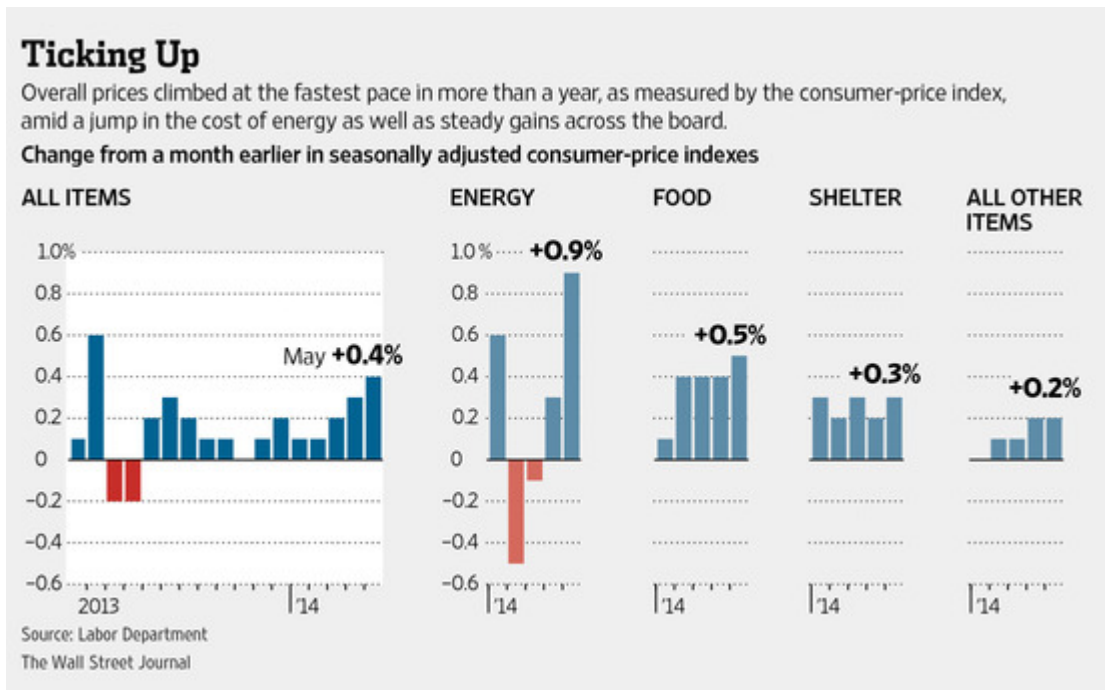 Ticking Up
Overall prices climbed at the fastest pace in more than a year, as measured by the consumer-price index,
amid a jump in the cost of energy as well as steady gains across the board.
Change from a month earlier in seasonally adjusted consumer-price indexes
ALL ITEMS
1.0%
0.8
0.6
0.4
0.2
0
−0.2
−0.4
−0.6
May +0.4%
2013
'14
ENERGY
1.0%
0.8
0.6
0.4
0.2
0
−0.2
−0.4
−0.6
+0.9%
'14
FOOD
+0.5%
'14
SHELTER
+0.3%
'14
ALL OTHER
ITEMS
+0.2%
'14
Source: Labor Department
The Wall Street Journal